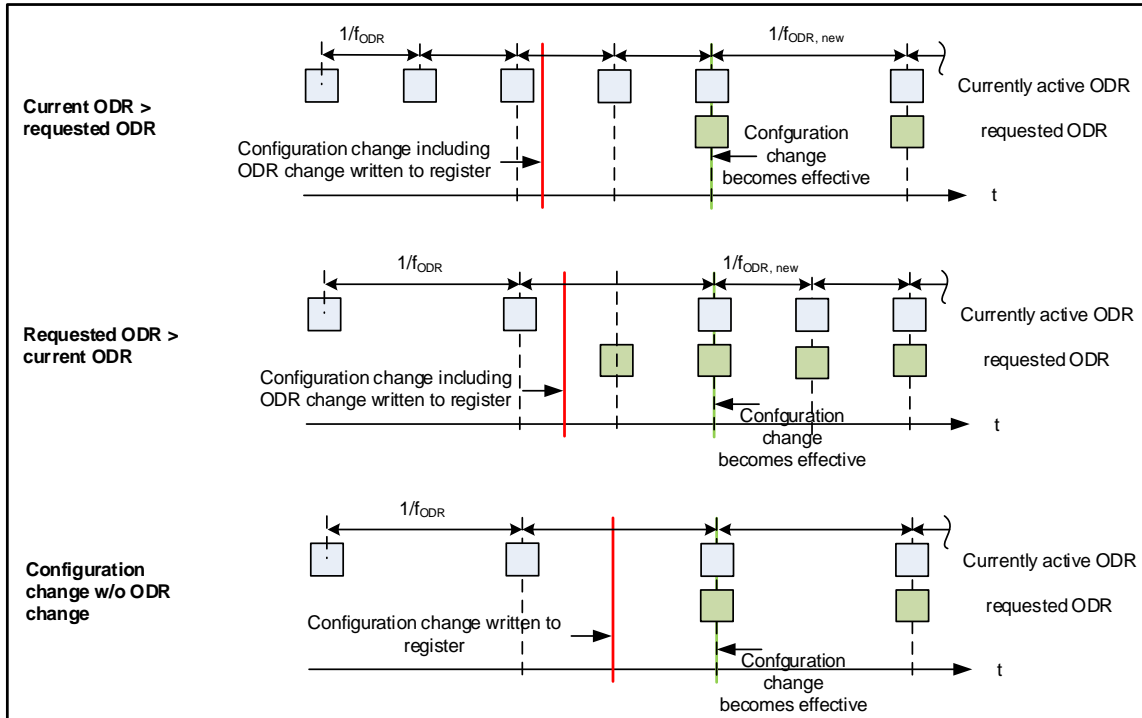 1/fODR
1/fODR, new
Current ODR >
requested ODR
Currently active ODR
requested ODR
Configuration change including
ODR change written to register
Confguration
change
becomes effective
t
1/fODR
1/fODR, new
Requested ODR >
current ODR
Currently active ODR
requested ODR
Configuration change including
ODR change written to register
Confguration
change
becomes effective
t
1/fODR
Configuration
change w/o ODR
change
Currently active ODR
requested ODR
Configuration change written to
register
Confguration
change
becomes effective
t